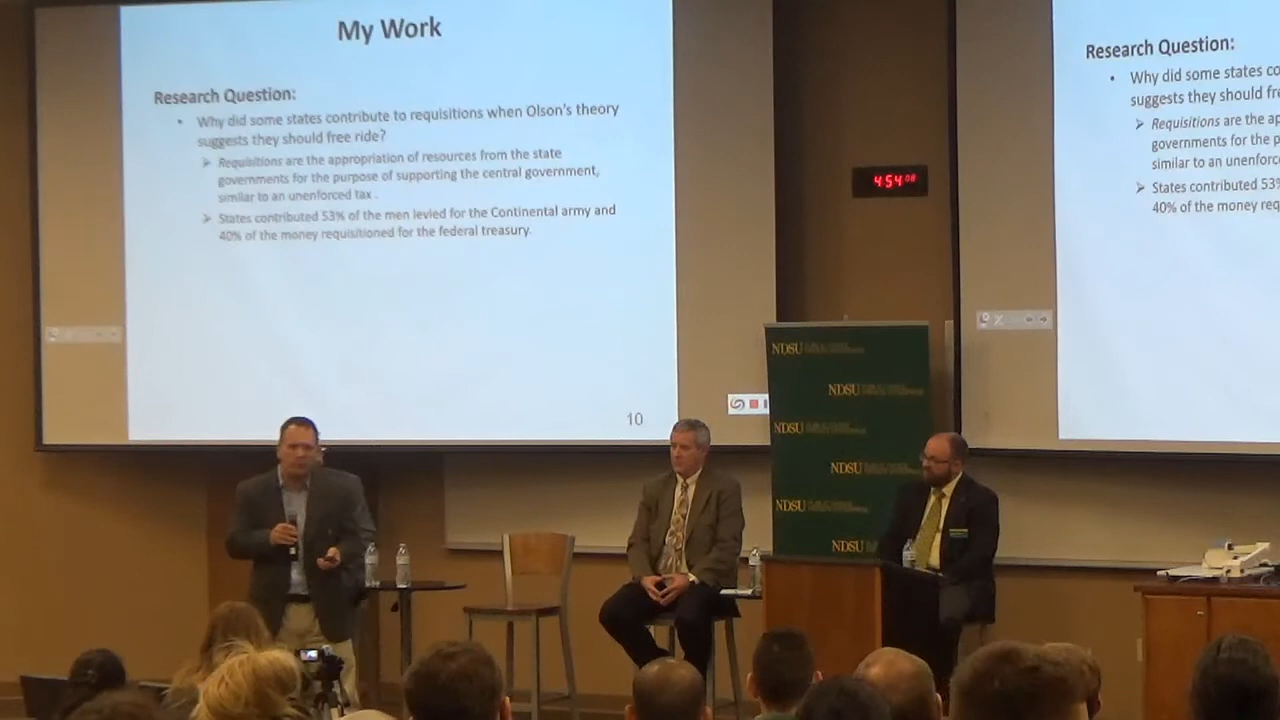 My Work
Research Question:
• Why did some states contribute to requisitions when Olson's theory
suggests they should free ride?
➢ Requisitions are the appropriation of resources from the state
governments for the purpose of supporting the central government,
similar to an unenforced tax .
➢ States contributed 53% of the men levied for the Continental army and
40% of the money requisitioned for the federal treasury.
10
4:54 08
Research Question:
• Why did some states co
suggests they should fre
➢ Requisitions are the ap
governments for the p
similar to an unenforc
➢ States contributed 53%
40% of the money req
NDSU
NDSU
NDSU
NDSU
NDSU
NDSU